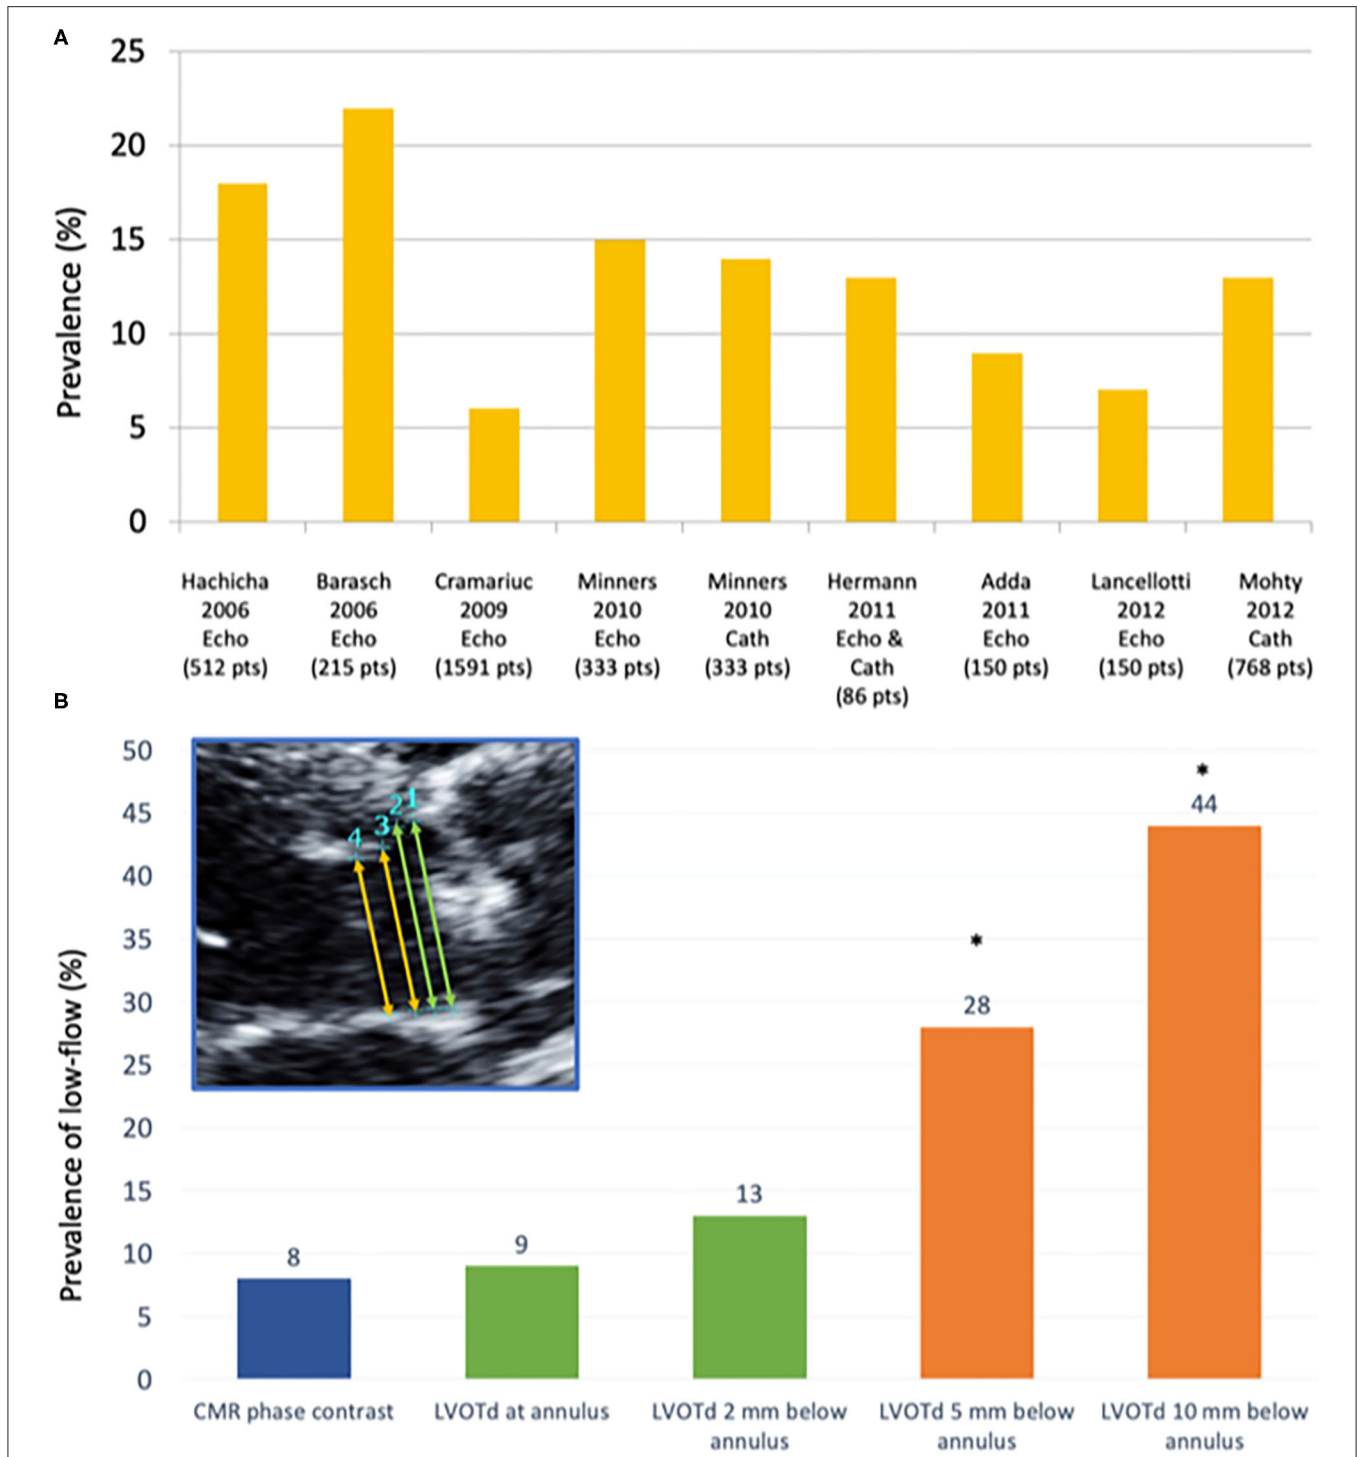 A
Prevalence (%)
25
20
15
10
5
0
Hachicha
2006
Echo
(512 pts)
Barasch
2006
Echo
(215 pts)
Cramariuc
2009
Echo
(1591 pts)
Minners
2010
Echo
(333 pts)
Minners
2010
Cath
(333 pts)
Hermann
2011
Echo &
Cath
(86 pts)
Adda
2011
Echo
(150 pts)
Lancellotti
2012
Echo
(150 pts)
Mohty
2012
Cath
(768 pts)
B
Prevalence of low-flow (%)
50
45
40
35
30
25
20
15
10
5
0
4
3
2
1
8
9
13
*
28
*
44
CMR phase contrast
LVOTd at annulus
LVOTd 2 mm below
annulus
LVOTd 5 mm below
annulus
LVOTd 10 mm below
annulus